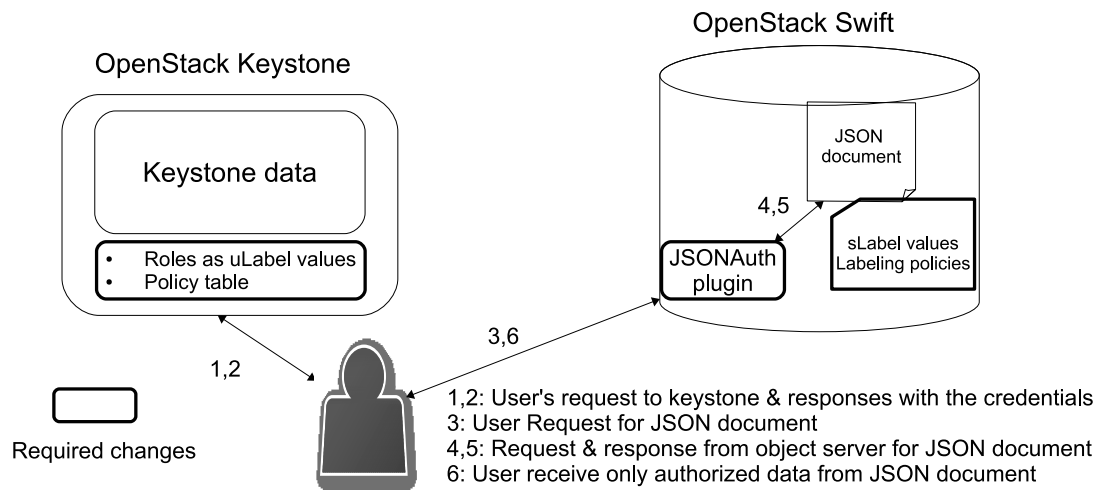 OpenStack Swift
OpenStack Keystone
JSON
document
Keystone data
4,5
• Roles as uLabel values
• Policy table
JSONAuth
plugin
sLabel values
Labeling policies
3,6
1,2
Required changes
1,2: User's request to keystone & responses with the credentials
3: User Request for JSON document
4,5: Request & response from object server for JSON document
6: User receive only authorized data from JSON document